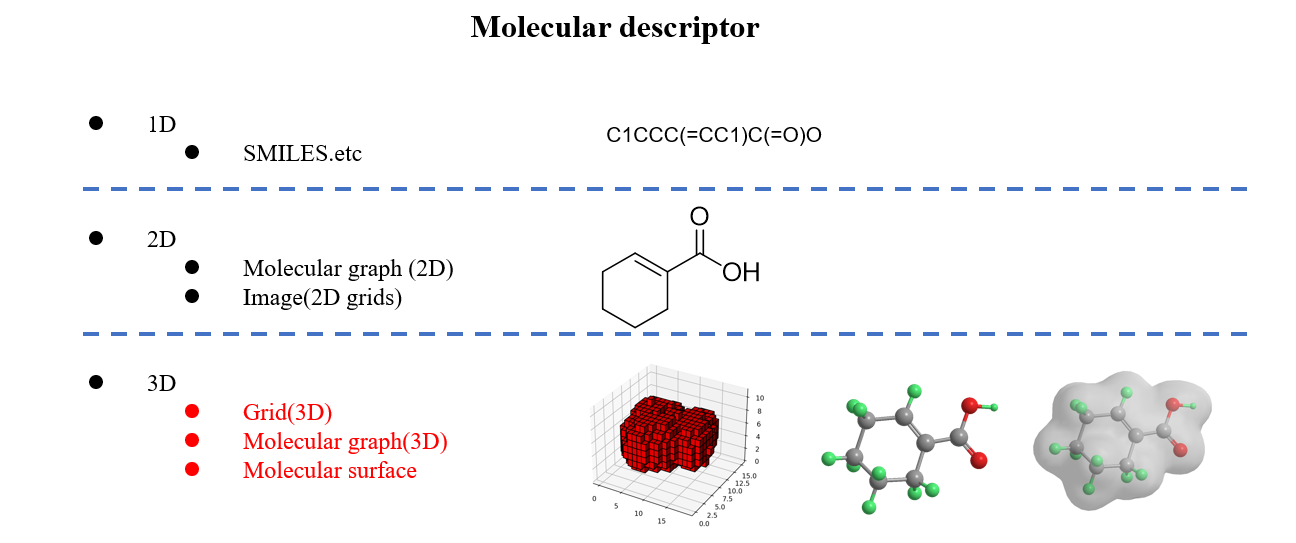 Molecular descriptor
1D
SMILES.etc
C1CCC(=CC1)C(=O)O
2D
Molecular graph (2D)
Image(2D grids)
O
OH
3D
Grid(3D)
Molecular graph(3D)
Molecular surface
10
8
6
4
2
0
15.0
12.5
10.0
7.5
5.0
2.5
0.0
0
5
10
15